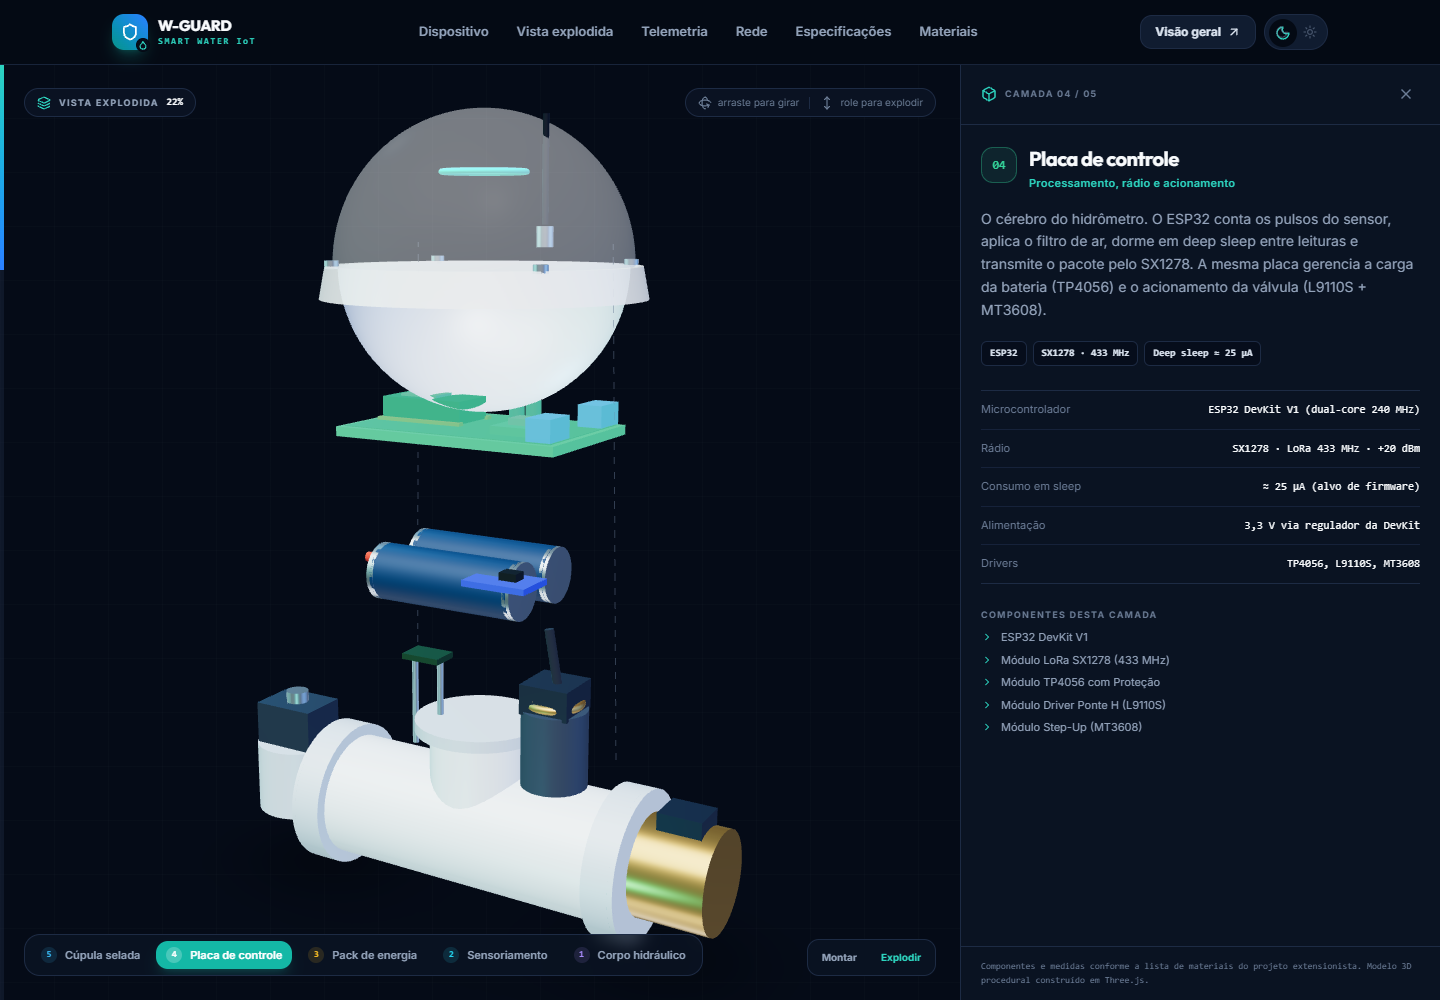 W-GUARD
SMART WATER IoT
Dispositivo
Vista explodida
Telemetria
Rede
Especificações
Materiais
Visão geral
VISTA EXPLODIDA 22%
arraste para girar
role para explodir
CAMADA 04 / 05
04
Placa de controle
Processamento, rádio e acionamento
O cérebro do hidrômetro. O ESP32 conta os pulsos do sensor,
aplica o filtro de ar, dorme em deep sleep entre leituras e
transmite o pacote pelo SX1278. A mesma placa gerencia a carga
da bateria (TP4056) e o acionamento da válvula (L9110S +
MT3608).
ESP32
SX1278 · 433 MHz
Deep sleep ≈ 25 µA
Microcontrolador ESP32 DevKit V1 (dual-core 240 MHz)
Rádio SX1278 · LoRa 433 MHz · +20 dBm
Consumo em sleep ≈ 25 µA (alvo de firmware)
Alimentação 3,3 V via regulador da DevKit
Drivers TP4056, L9110S, MT3608
COMPONENTES DESTA CAMADA
ESP32 DevKit V1
Módulo LoRa SX1278 (433 MHz)
Módulo TP4056 com Proteção
Módulo Driver Ponte H (L9110S)
Módulo Step-Up (MT3608)
5 Cúpula selada
4 Placa de controle
3 Pack de energia
2 Sensoriamento
1 Corpo hidráulico
Montar
Explodir
Componentes e medidas conforme a lista de materiais do projeto extensionista. Modelo 3D
procedural construído em Three.js.